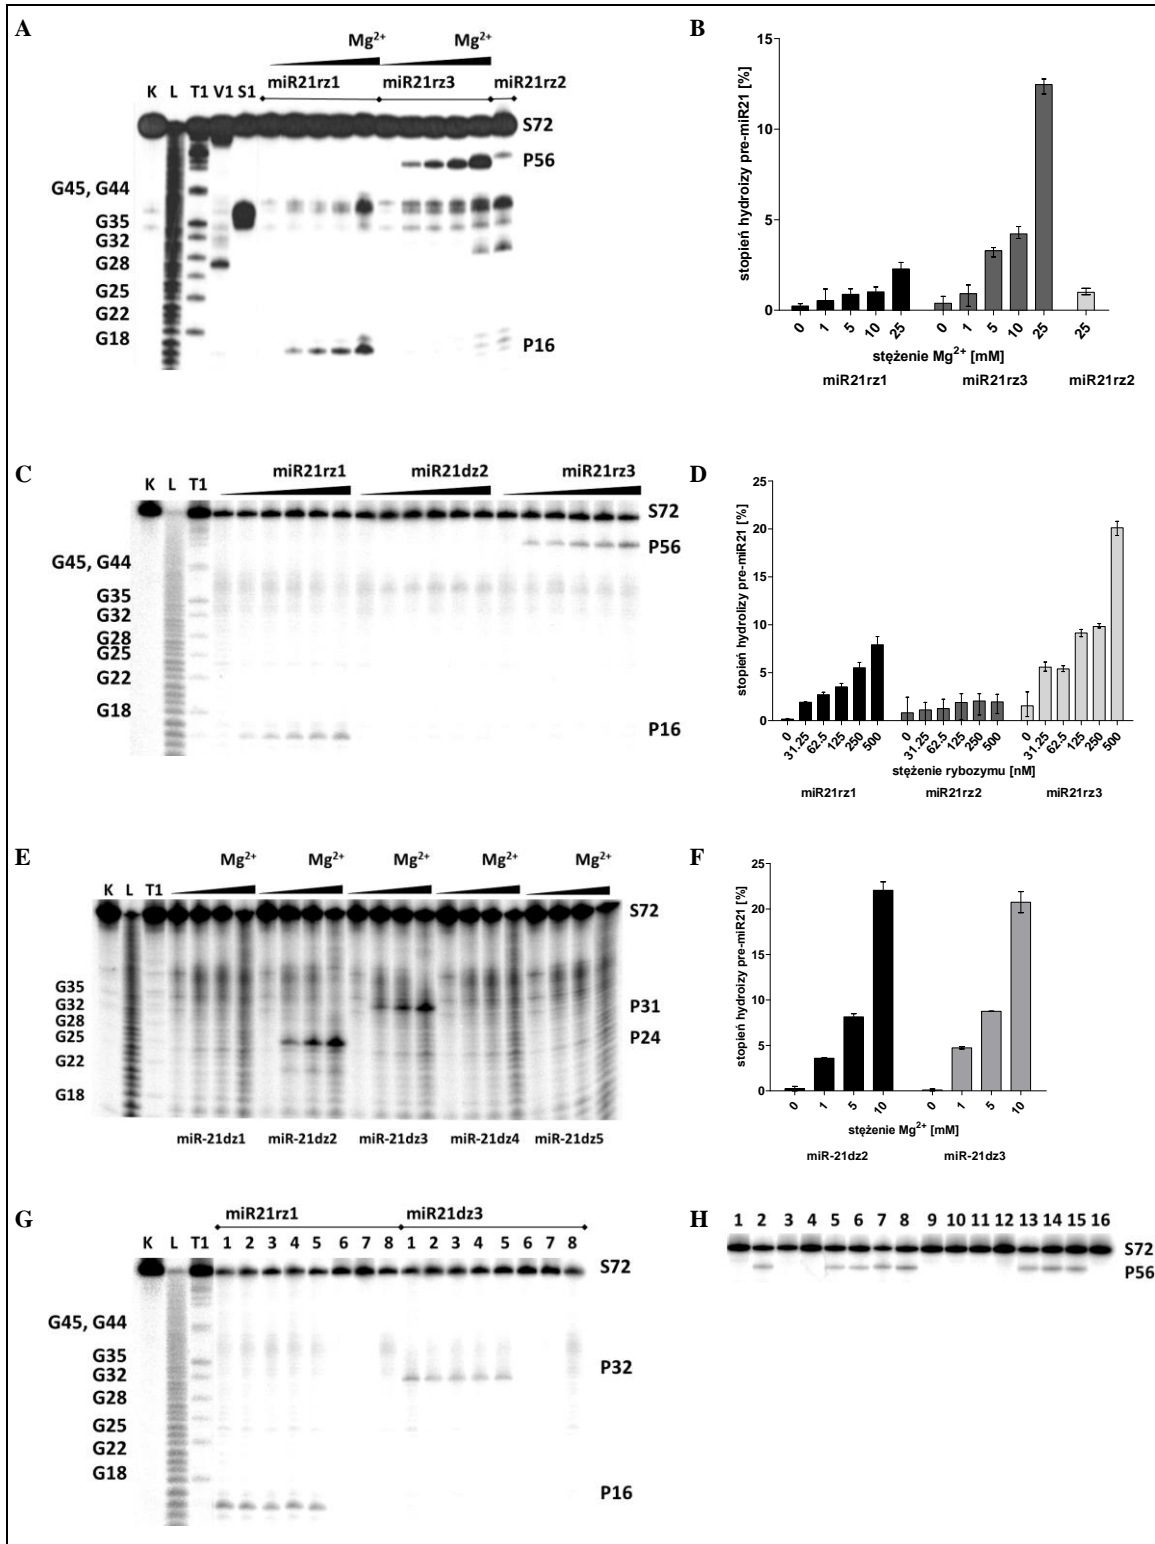 A
Mg2+ Mg2+
miR21rz1 miR21rz3 miR21rz2
K L T1 V1 S1
S72
P56
G45, G44
G35
G32
G28
G25
G22
G18
P16
B
stopień hydroizy pre-miR21 [%]
15
10
5
0
0 1 5 10 25 0 1 5 10 25 25
stężenie Mg2+ [mM]
miR21rz1 miR21rz3 miR21rz2
C
miR21rz1 miR21dz2 miR21rz3
K L T1
S72
P56
G45, G44
G35
G32
G28
G25
G22
G18
P16
D
stopień hydrolizy pre-miR21 [%]
25
20
15
10
5
0
0 31.25 62.5 125 250 500 0 31.25 62.5 125 250 500 0 31.25 62.5 125 250 500
stężenie rybozymu [nM]
miR21rz1 miR21rz2 miR21rz3
E
Mg2+ Mg2+ Mg2+ Mg2+ Mg2+
K L T1
S72
G35
G32
G28
G25
G22
G18
P31
P24
miR-21dz1 miR-21dz2 miR-21dz3 miR-21dz4 miR-21dz5
F
stopień hydroizy pre-miR21 [%]
25
20
15
10
5
0
0 1 5 10 0 1 5 10
stężenie Mg2+ [mM]
miR-21dz2 miR-21dz3
G
miR21rz1 miR21dz3
K L T1 1 2 3 4 5 6 7 8 1 2 3 4 5 6 7 8
S72
G45, G44
G35
G32
G28
G25
G22
G18
P32
P16
H
1 2 3 4 5 6 7 8 9 10 11 12 13 14 15 16
S72
P56